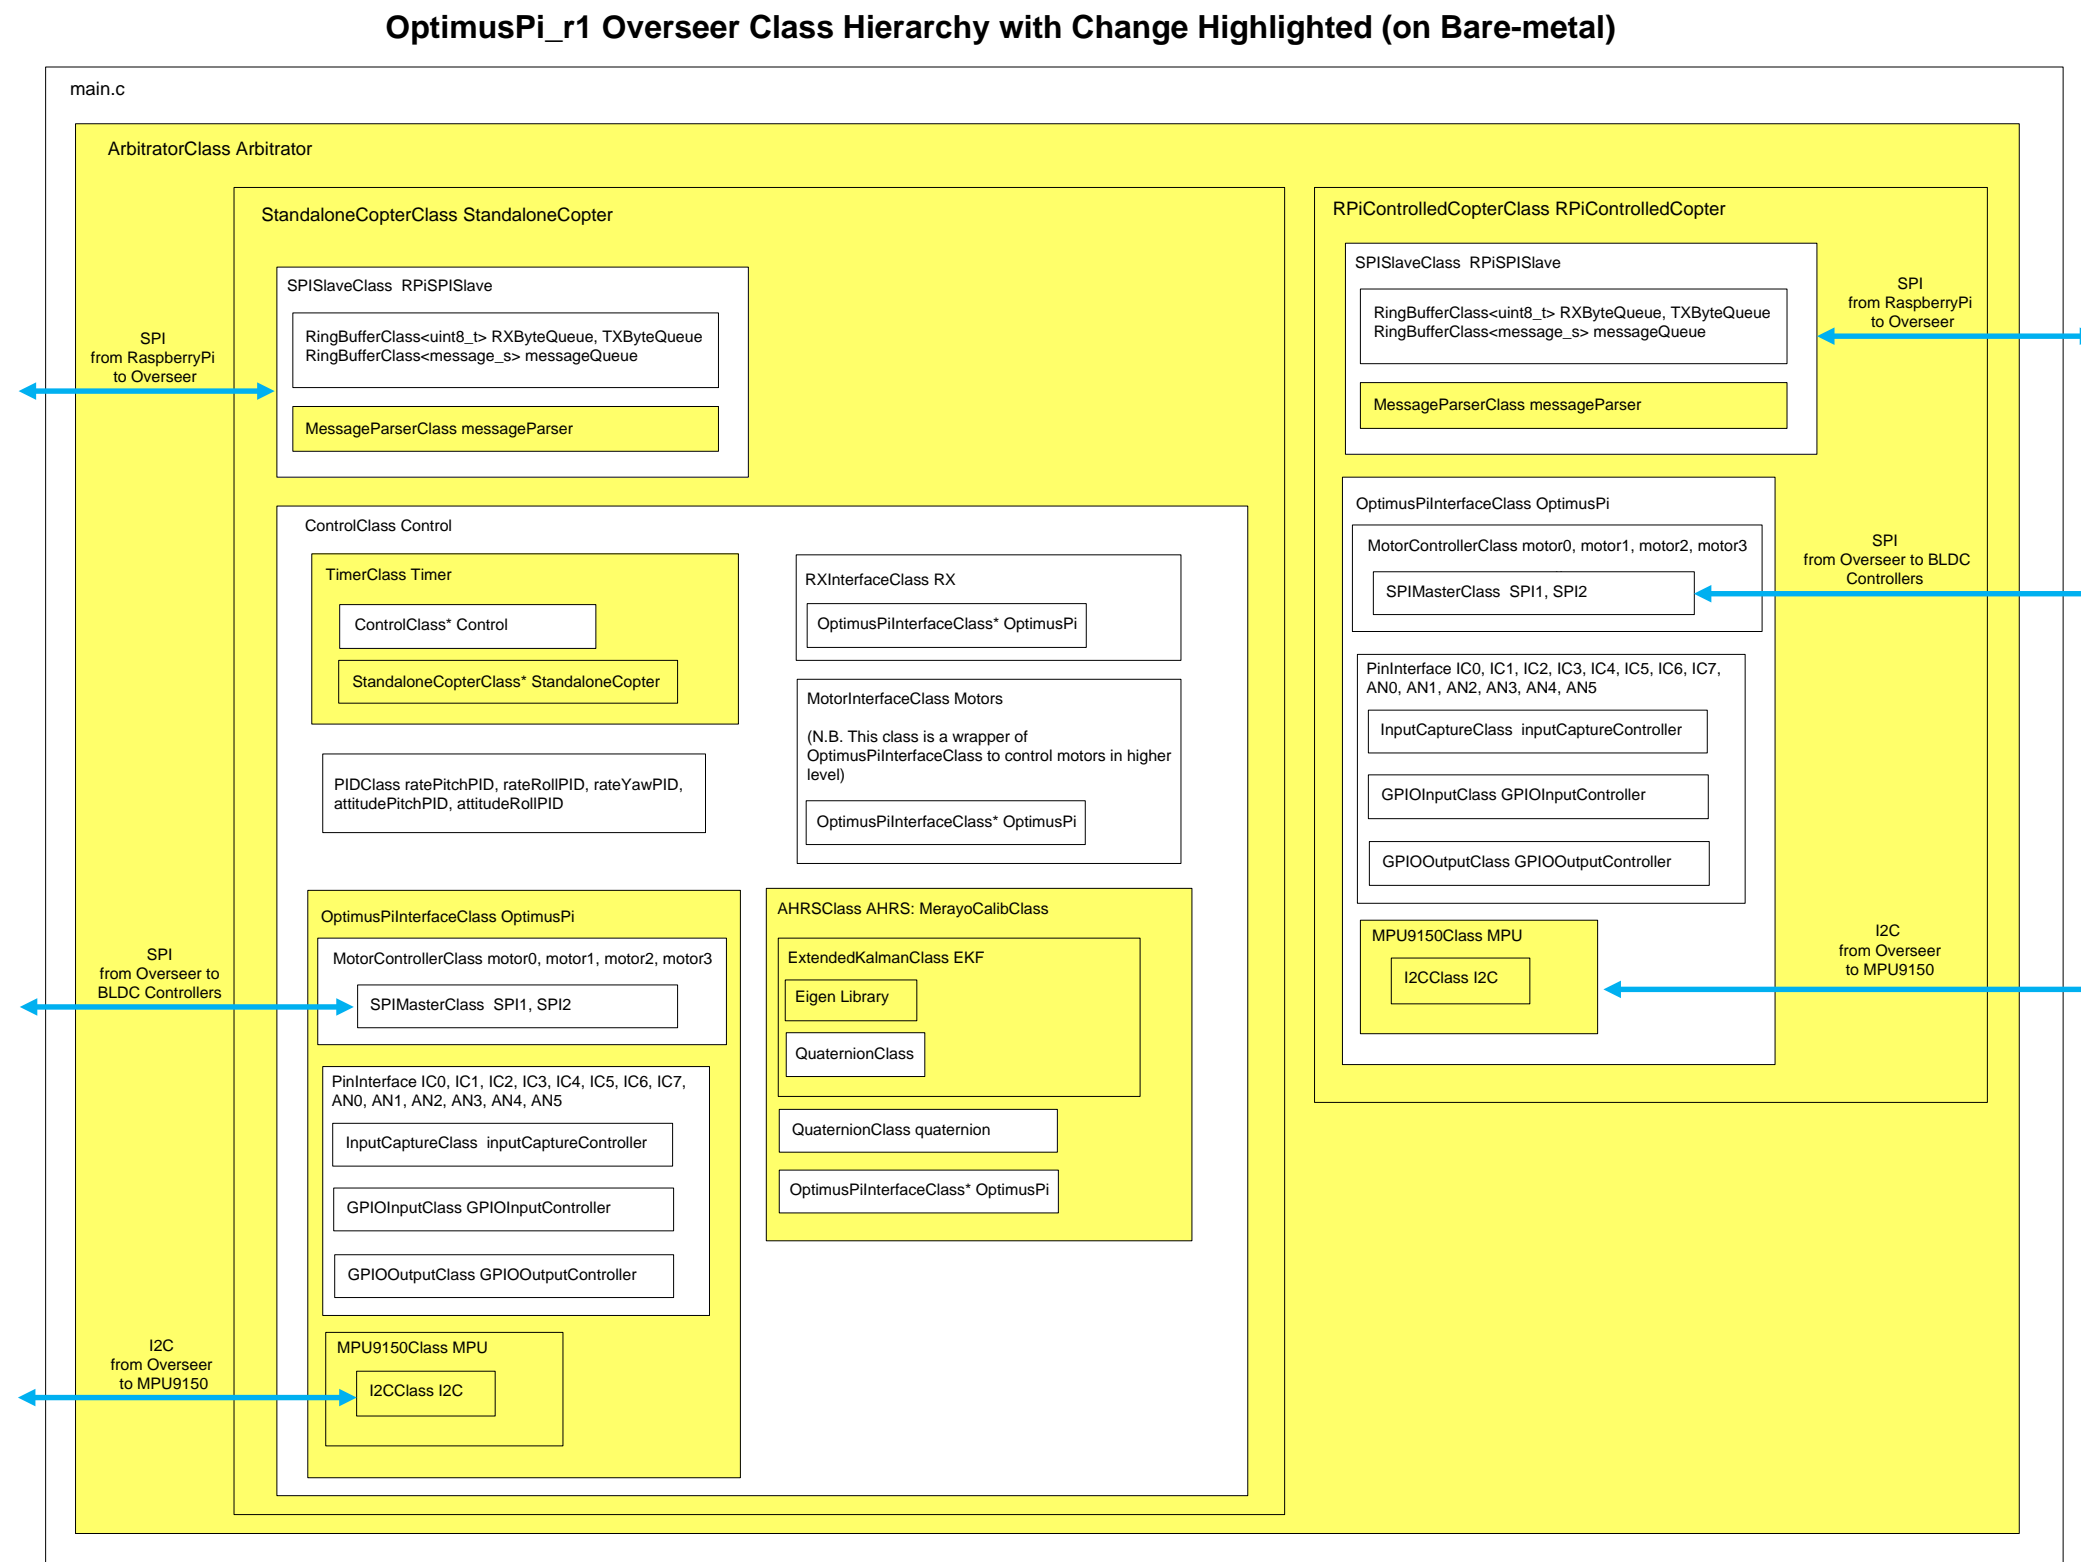 OptimusPi_r1 Overseer Class Hierarchy with Change Highlighted (on Bare-metal)
main.c
ArbitratorClass Arbitrator
StandaloneCopterClass StandaloneCopter
SPISlaveClass  RPiSPISlave
RingBufferClass<uint8_t> RXByteQueue, TXByteQueue
RingBufferClass<message_s> messageQueue
MessageParserClass messageParser
SPI
from RaspberryPi
to Overseer
ControlClass Control
TimerClass Timer
ControlClass* Control
StandaloneCopterClass* StandaloneCopter
PIDClass ratePitchPID, rateRollPID, rateYawPID,
attitudePitchPID, attitudeRollPID
RXInterfaceClass RX
OptimusPiInterfaceClass* OptimusPi
MotorInterfaceClass Motors
(N.B. This class is a wrapper of
OptimusPiInterfaceClass to control motors in higher
level)
OptimusPiInterfaceClass* OptimusPi
OptimusPiInterfaceClass OptimusPi
MotorControllerClass motor0, motor1, motor2, motor3
SPIMasterClass  SPI1, SPI2
SPI
from Overseer to
BLDC Controllers
PinInterface IC0, IC1, IC2, IC3, IC4, IC5, IC6, IC7,
AN0, AN1, AN2, AN3, AN4, AN5
InputCaptureClass  inputCaptureController
GPIOInputClass GPIOInputController
GPIOOutputClass GPIOOutputController
MPU9150Class MPU
I2CClass I2C
I2C
from Overseer
to MPU9150
AHRSClass AHRS: MerayoCalibClass
ExtendedKalmanClass EKF
Eigen Library
QuaternionClass
QuaternionClass quaternion
OptimusPiInterfaceClass* OptimusPi
RPiControlledCopterClass RPiControlledCopter
SPISlaveClass  RPiSPISlave
RingBufferClass<uint8_t> RXByteQueue, TXByteQueue
RingBufferClass<message_s> messageQueue
MessageParserClass messageParser
SPI
from RaspberryPi
to Overseer
OptimusPiInterfaceClass OptimusPi
MotorControllerClass motor0, motor1, motor2, motor3
SPIMasterClass  SPI1, SPI2
SPI
from Overseer to BLDC
Controllers
PinInterface IC0, IC1, IC2, IC3, IC4, IC5, IC6, IC7,
AN0, AN1, AN2, AN3, AN4, AN5
InputCaptureClass  inputCaptureController
GPIOInputClass GPIOInputController
GPIOOutputClass GPIOOutputController
MPU9150Class MPU
I2CClass I2C
I2C
from Overseer
to MPU9150